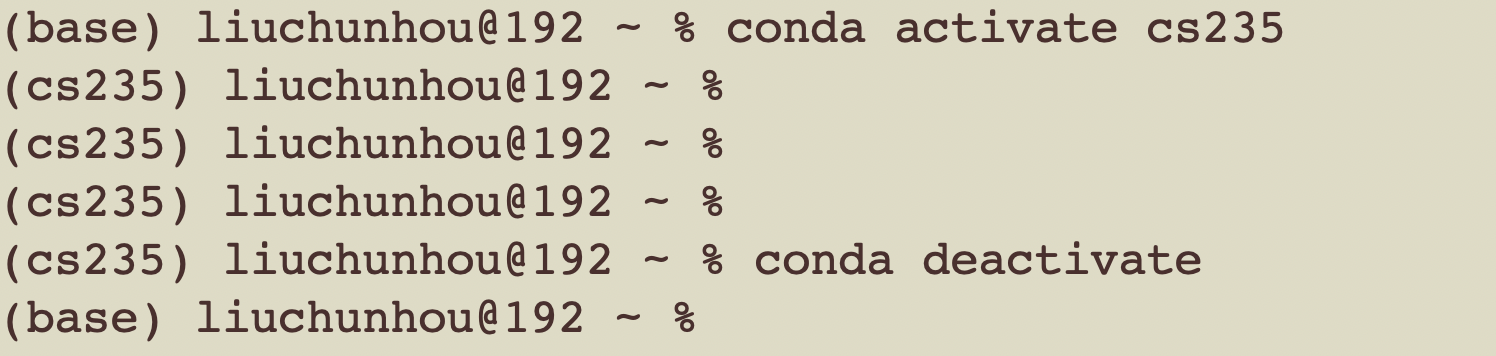 (base) liuchunhou@192 ~ % conda activate cs235
(cs235) liuchunhou@192 ~ %
(cs235) liuchunhou@192 ~ %
(cs235) liuchunhou@192 ~ %
(cs235) liuchunhou@192 ~ % conda deactivate
(base) liuchunhou@192 ~ %